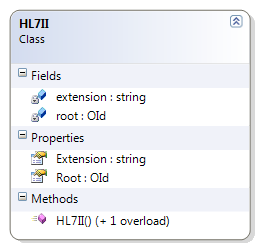 HL7II
Class
Fields
extension : string
root : OId
Properties
Extension : string
Root : OId
Methods
HL7II() (+ 1 overload)